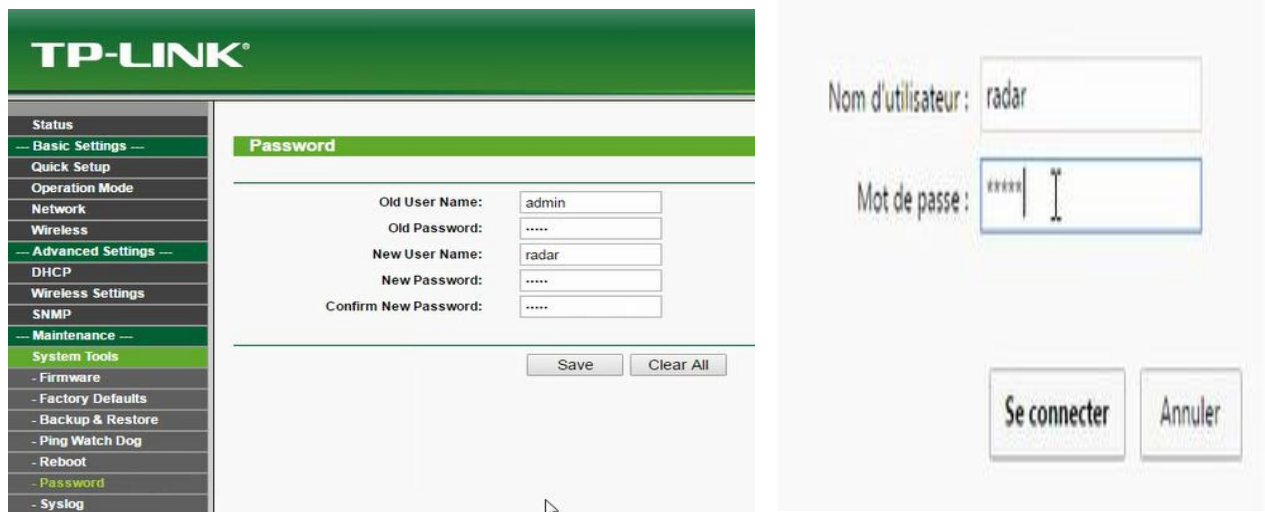 TP-LINK®
Status
--- Basic Settings ---
Quick Setup
Operation Mode
Network
Wireless
--- Advanced Settings ---
DHCP
Wireless Settings
SNMP
--- Maintenance ---
System Tools
- Firmware
- Factory Defaults
- Backup & Restore
- Ping Watch Dog
- Reboot
- Password
- Syslog
Password
Old User Name: admin
Old Password: •••••
New User Name: radar
New Password: •••••
Confirm New Password: •••••
Save Clear All
Nom d'utilisateur : radar
Mot de passe : *****
Se connecter Annuler